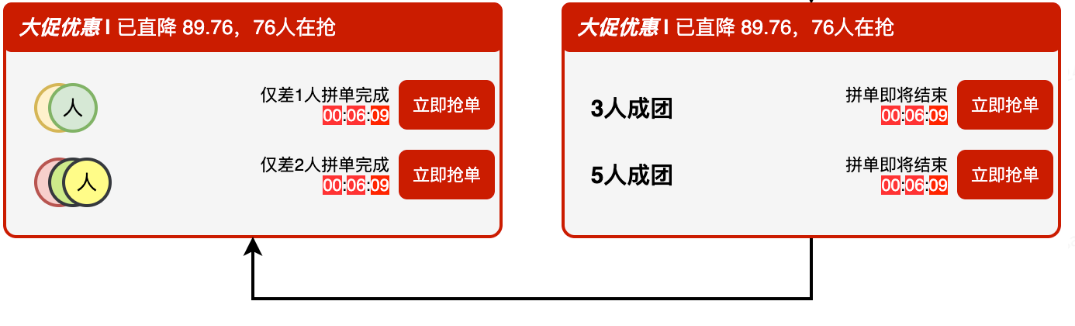 大促优惠 | 已直降 89.76，76人在抢
人
仅差1人拼单完成
00:06:09
立即抢单
人
仅差2人拼单完成
00:06:09
立即抢单
大促优惠 | 已直降 89.76，76人在抢
3人成团
拼单即将结束
00:06:09
立即抢单
5人成团
拼单即将结束
00:06:09
立即抢单